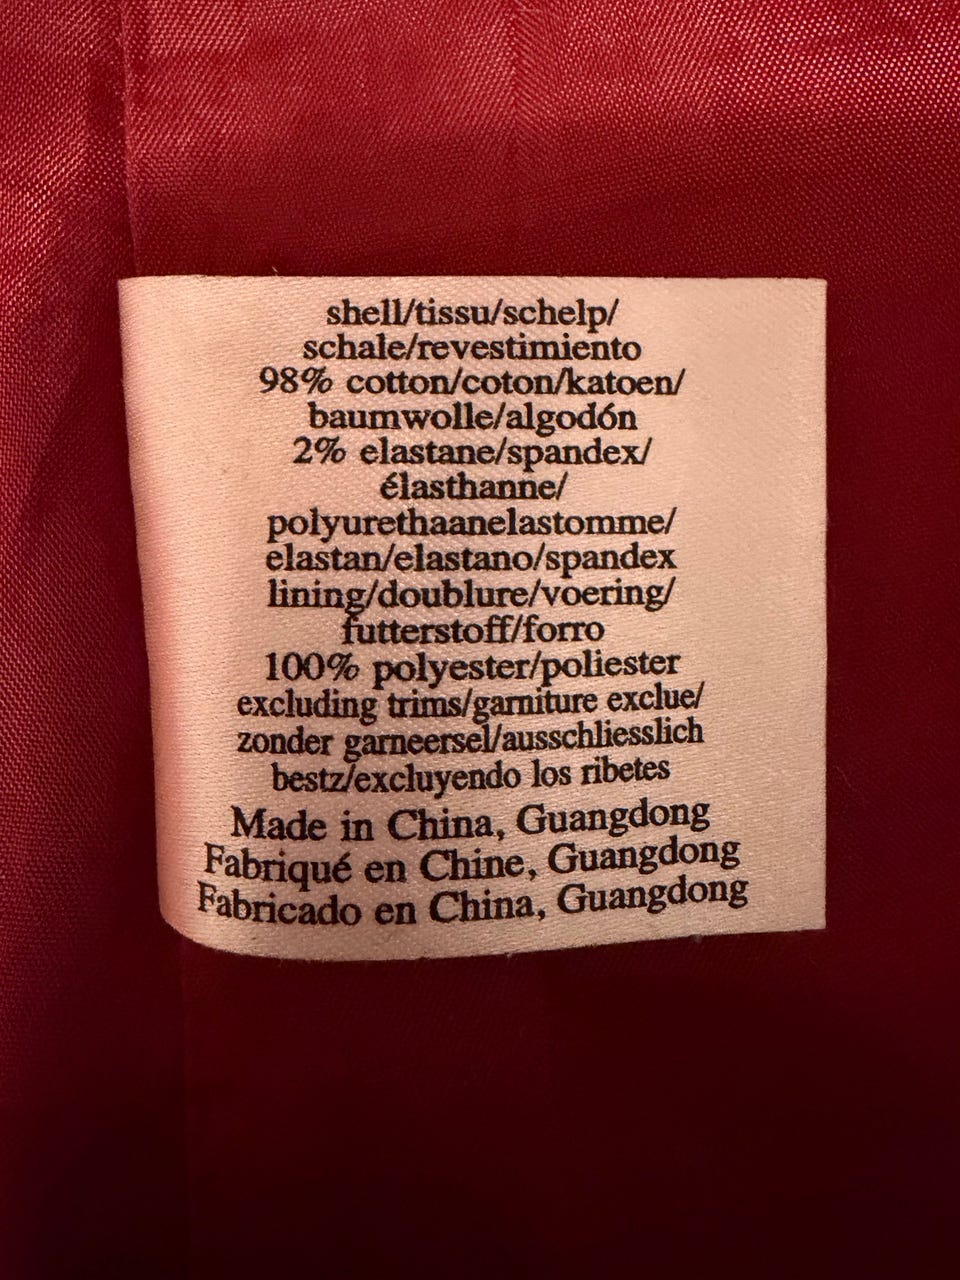 shell/tissu/schelp/
schale/revestimiento
98% cotton/coton/katoen/
baumwolle/algodón
2% elastane/spandex/
élasthanne/
polyurethaanelastomme/
elastan/elastano/spandex
lining/doublure/voering/
futterstoff/forro
100% polyester/poliester
excluding trims/garniture exclue/
zonder garneersel/ausschliesslich
bestz/excluyendo los ribetes
Made in China, Guangdong
Fabriqué en Chine, Guangdong
Fabricado en China, Guangdong